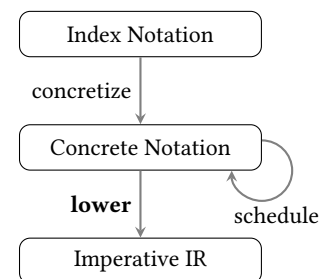 Index Notation
concretize
Concrete Notation
lower
schedule
Imperative IR